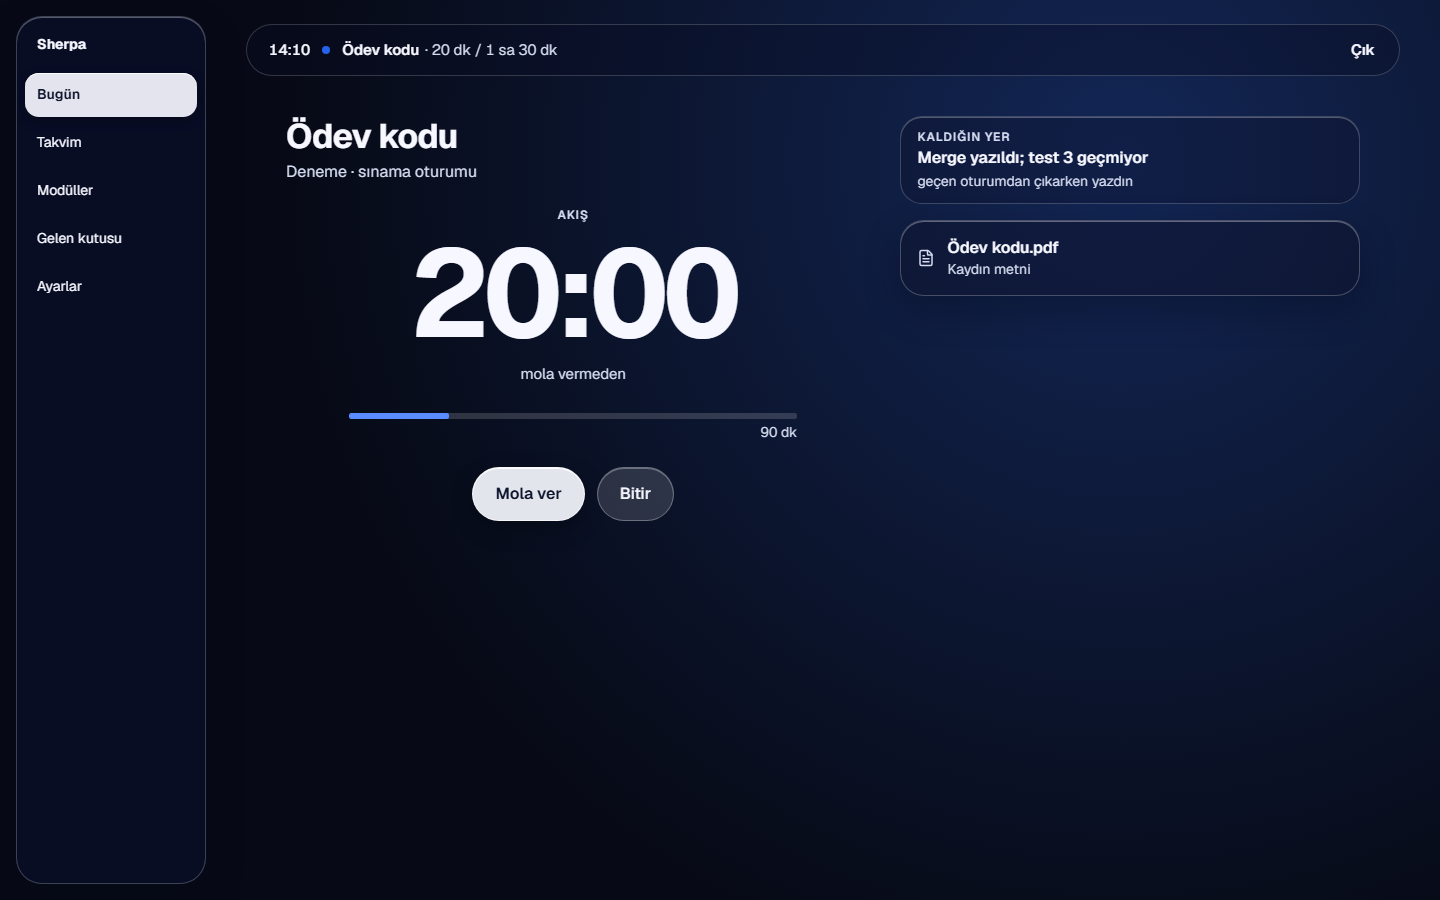 Sherpa
Bugün
Takvim
Modüller
Gelen kutusu
Ayarlar
14:10 Ödev kodu · 20 dk / 1 sa 30 dk
Çık
Ödev kodu
Deneme · sınama oturumu
AKIŞ
20:00
mola vermeden
90 dk
Mola ver
Bitir
KALDIĞIN YER
Merge yazıldı; test 3 geçmiyor
geçen oturumdan çıkarken yazdın
Ödev kodu.pdf
Kaydın metni